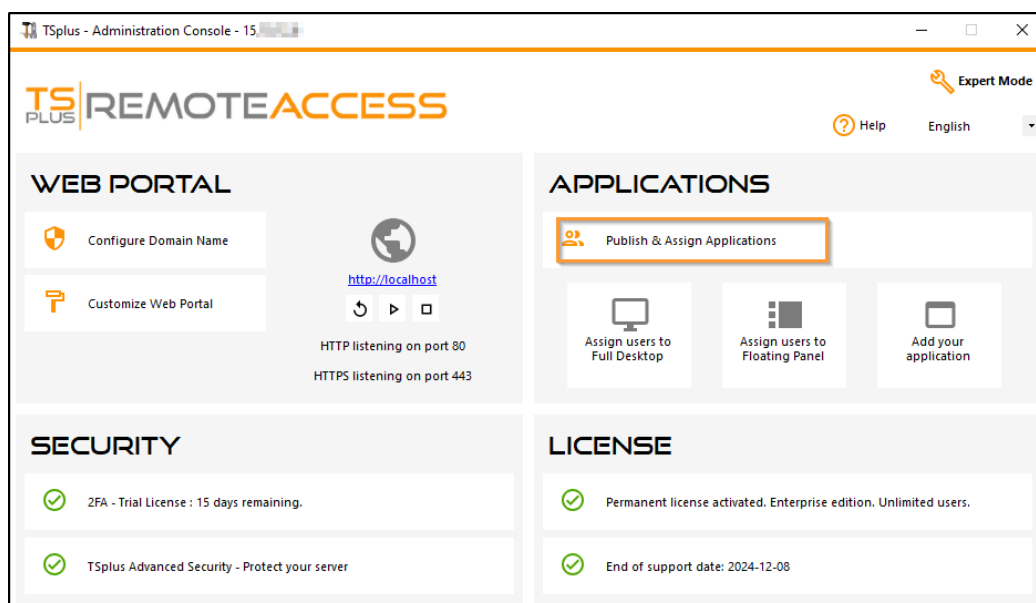 TSplus - Administration Console - 15.
Expert Mode
TS PLUS REMOTEACCESS
Help
English
WEB PORTAL
Configure Domain Name
Customize Web Portal
http://localhost
HTTP listening on port 80
HTTPS listening on port 443
APPLICATIONS
Publish & Assign Applications
Assign users to
Full Desktop
Assign users to
Floating Panel
Add your
application
SECURITY
2FA - Trial License : 15 days remaining.
TSplus Advanced Security - Protect your server
LICENSE
Permanent license activated. Enterprise edition. Unlimited users.
End of support date: 2024-12-08